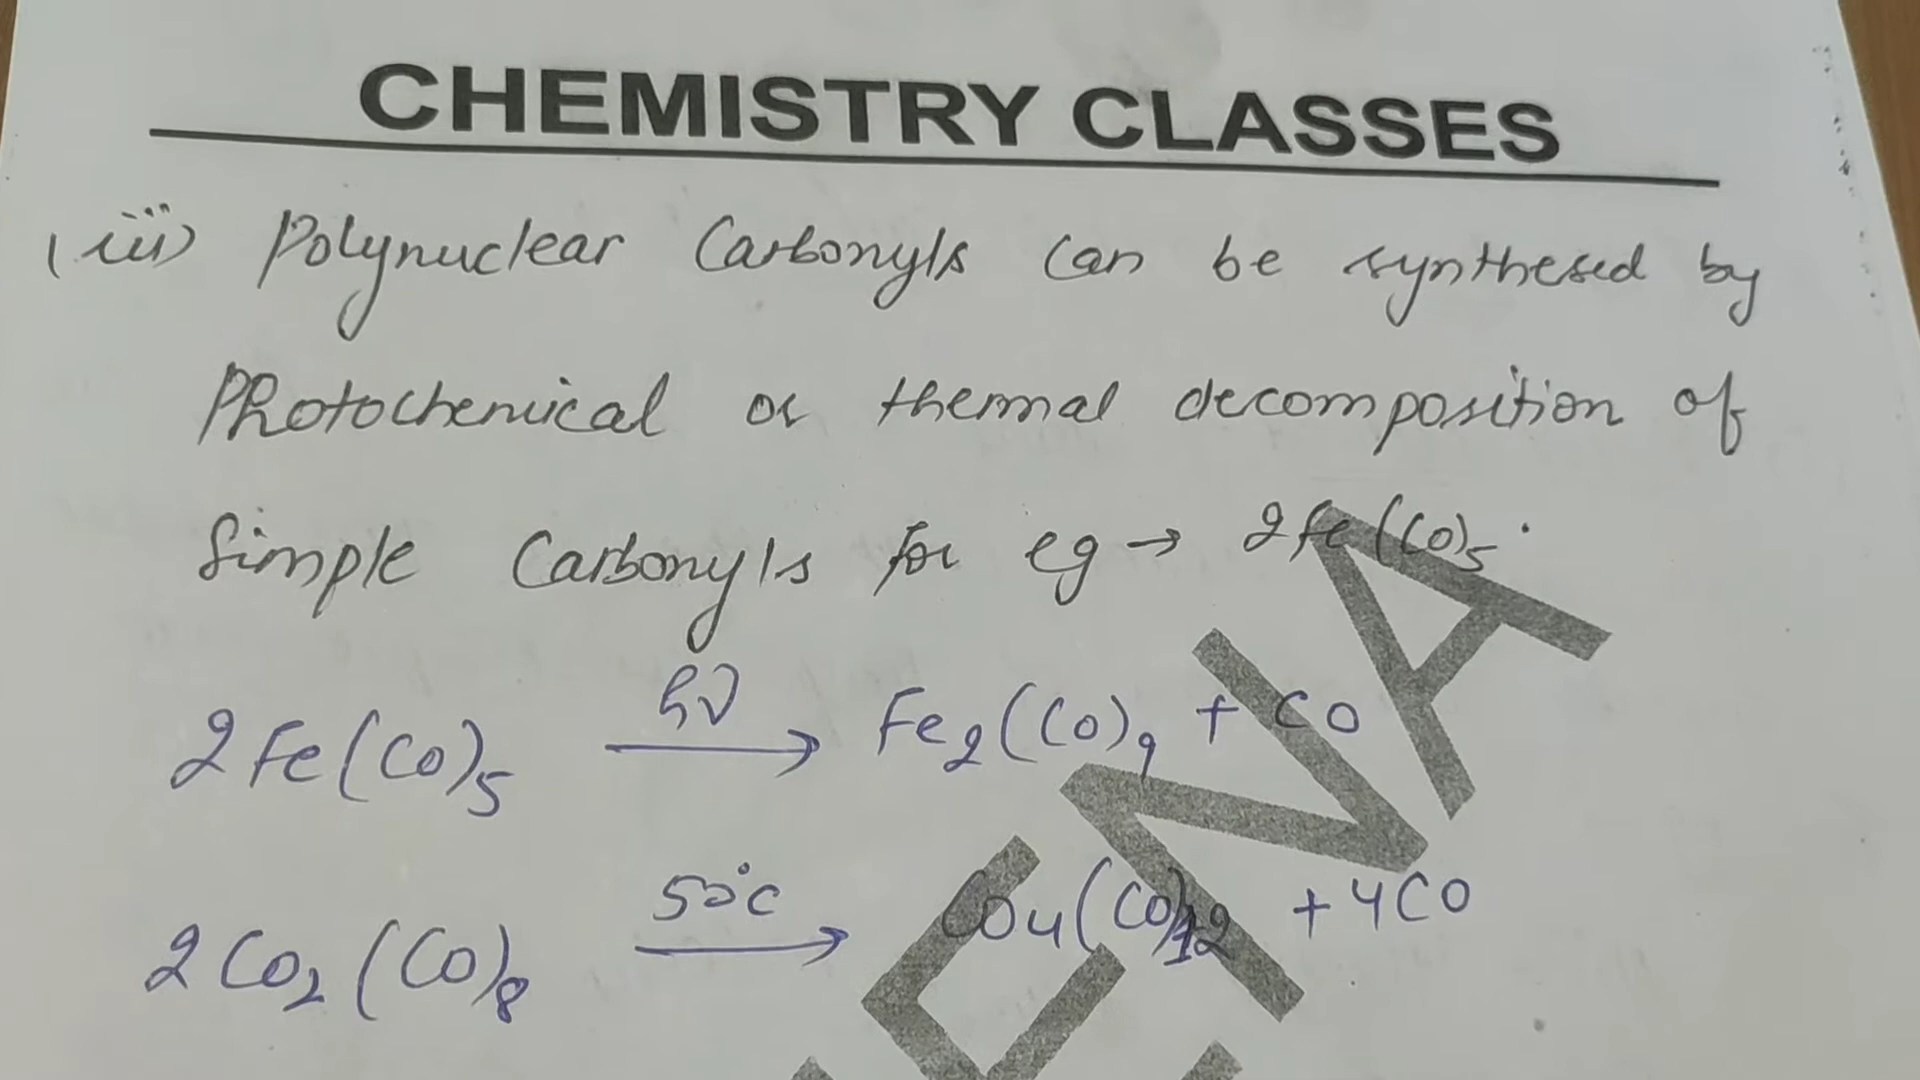 CHEMISTRY CLASSES
(iii) Polynuclear Carbonyls can be synthesed by
Photochemical or thermal decomposition of
Simple Carbonyls for eg → 2Fe(CO)5.
2Fe(CO)5 hν → Fe2(CO)9 + CO
2Co2(CO)8 50°C → Co4(CO)12 + 4CO
ENA